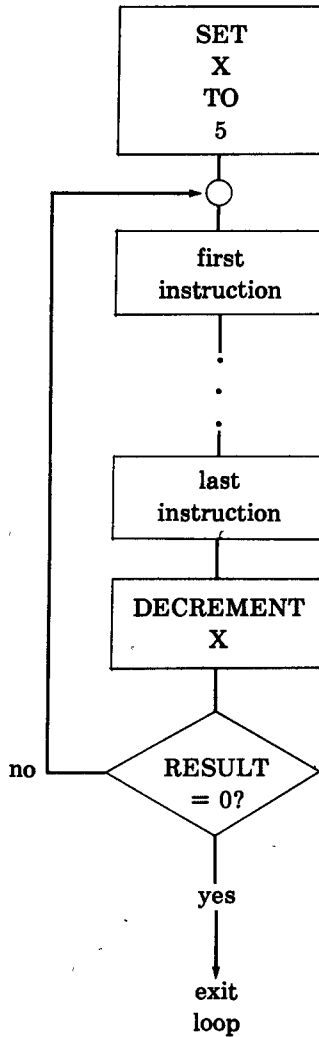 SET
X
TO
5
first
instruction
last
instruction
DECREMENT
X
RESULT
= 0?
no
yes
exit
loop